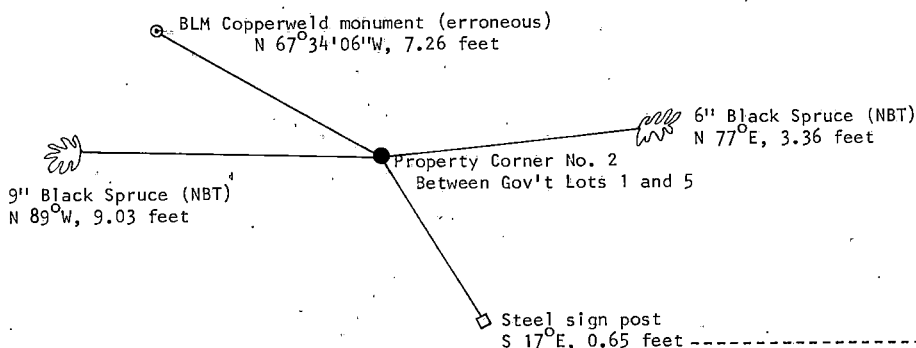 BLM Copperweld monument (erroneous)
N 67°34'06"W, 7.26 feet
6" Black Spruce (NBT)
N 77°E, 3.36 feet
Property Corner No. 2
Between Gov't Lots 1 and 5
9" Black Spruce (NBT)
N 89°W, 9.03 feet
Steel sign post
S 17°E, 0.65 feet